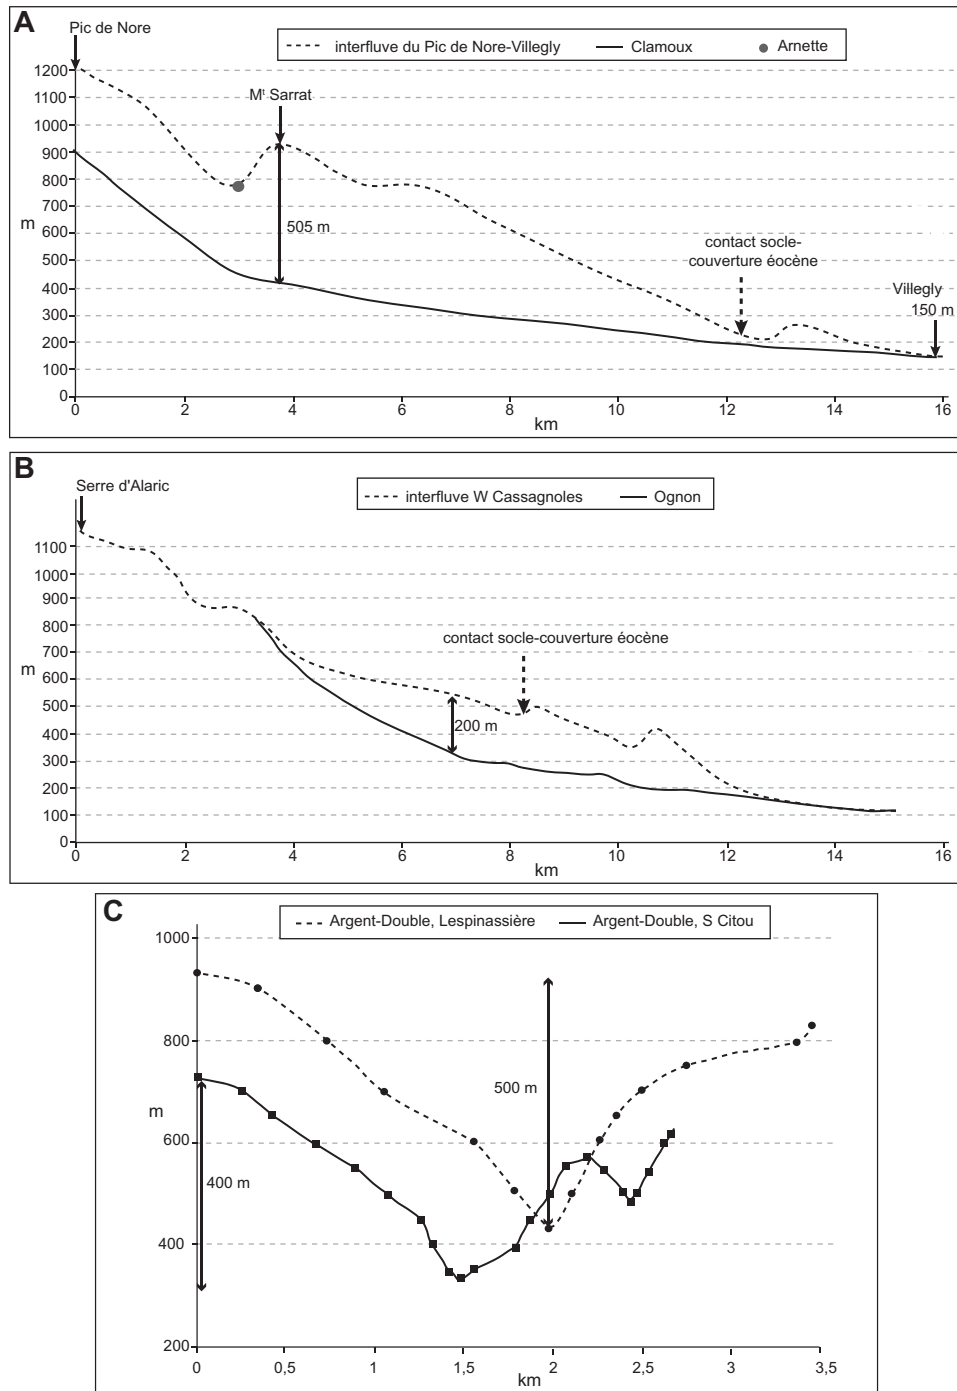 A
Pic de Nore
interfluve du Pic de Nore-Villegly
Clamoux
Arnette
1200
1100
1000
900
800
700
600
500
400
300
200
100
0
m
Mt Sarrat
505 m
contact socle-
couverture éocène
Villegly
150 m
0
2
4
6
8
10
12
14
16
km
B
Serre d'Alaric
interfluve W Cassagnoles
Ognon
1100
1000
900
800
700
600
500
400
300
200
100
0
m
contact socle-couverture éocène
200 m
0
2
4
6
8
10
12
14
16
km
C
Argent-Double, Lespinassière
Argent-Double, S Citou
1000
800
600
400
200
m
500 m
400 m
0
0,5
1
1,5
2
2,5
3
3,5
km